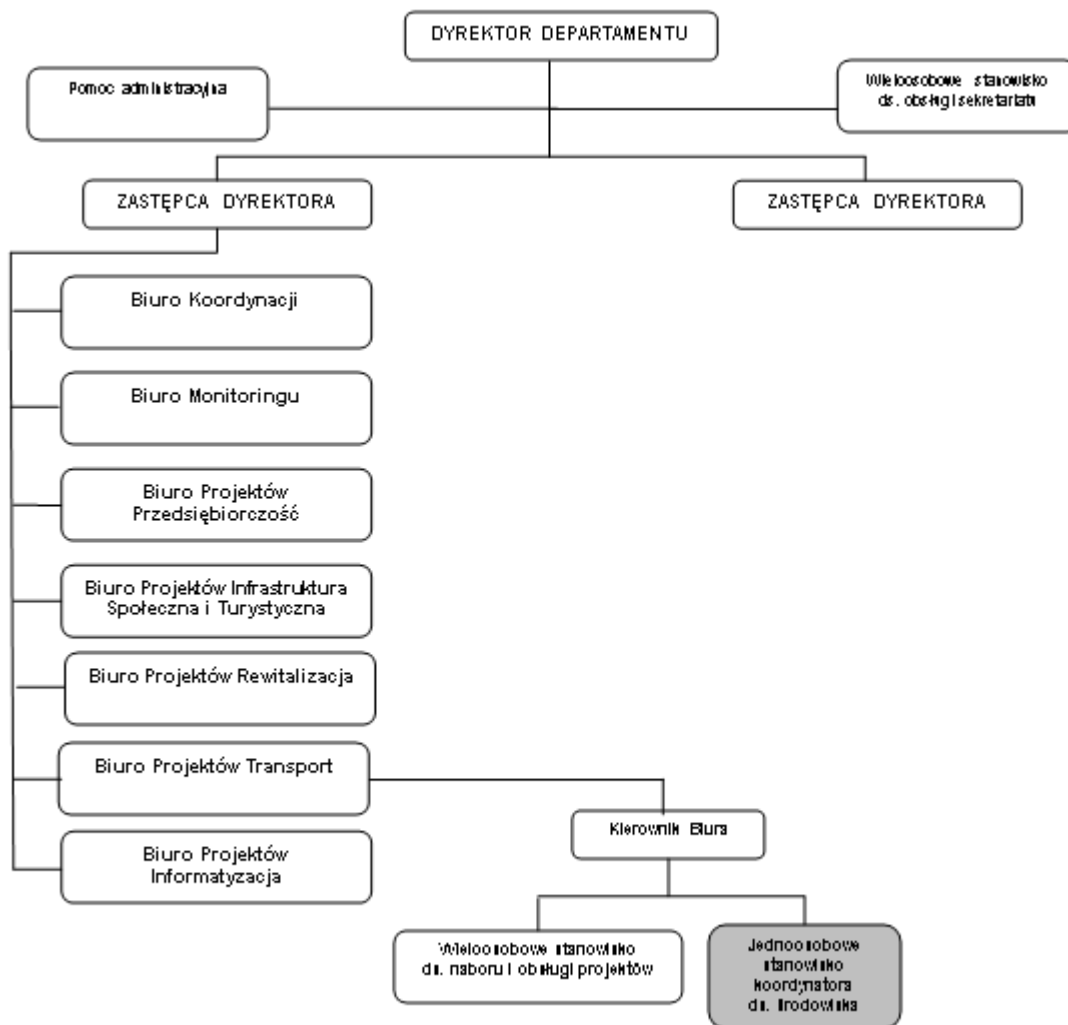 DYREKTOR DEPARTAMENTU
Pomoc administracyjna
Wieloosobowe stanowisko
ds. obsługi sekretariatu
ZASTĘPCA DYREKTORA
ZASTĘPCA DYREKTORA
Biuro Koordynacji
Biuro Monitoringu
Biuro Projektów
Przedsiębiorczość
Biuro Projektów Infrastruktura
Społeczna i Turystyczna
Biuro Projektów Rewitalizacja
Biuro Projektów Transport
Kierownik Biura
Biuro Projektów
Informatyzacja
Wieloosobowe stanowisko
ds. naboru i obsługi projektów
Jednoosobowe
stanowisko
koordynatora
ds. środowiska